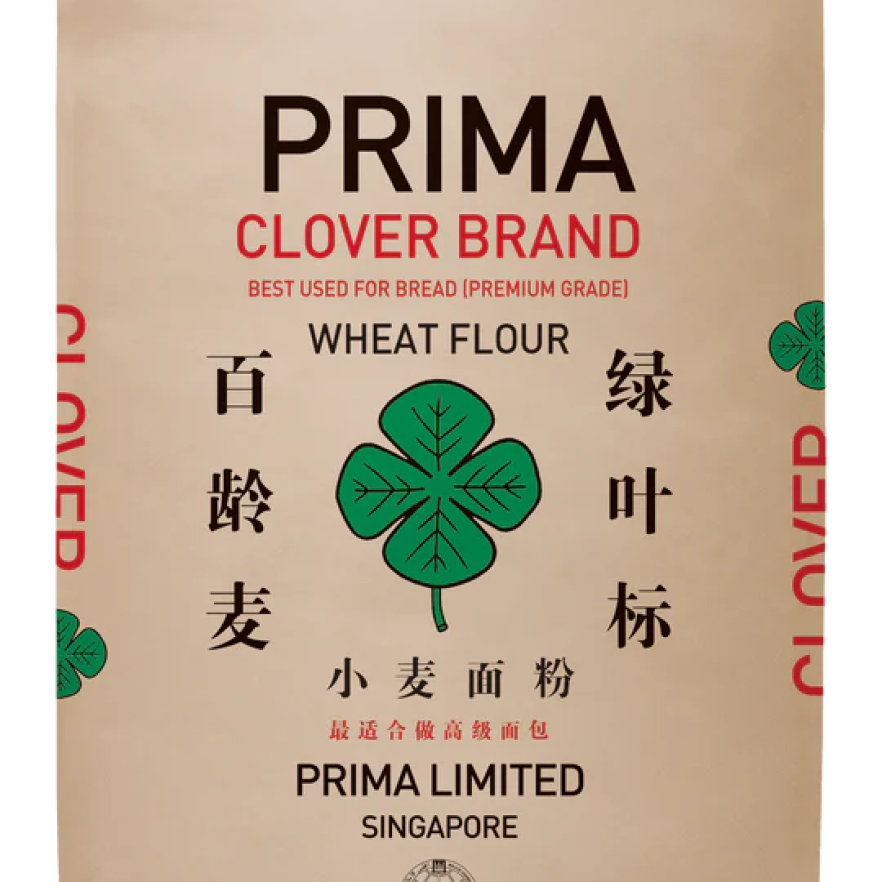 PRIMA
CLOVER BRAND
BEST USED FOR BREAD (PREMIUM GRADE)
WHEAT FLOUR
百龄麦
绿叶标
小麦面粉
最适合做高级面包
PRIMA LIMITED
SINGAPORE
CLOVER
CLOVER